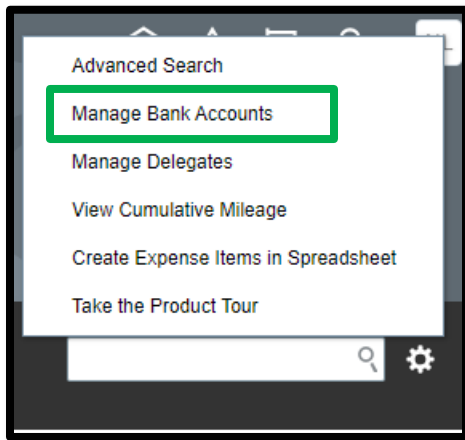 Advanced Search
Manage Bank Accounts
Manage Delegates
View Cumulative Mileage
Create Expense Items in Spreadsheet
Take the Product Tour